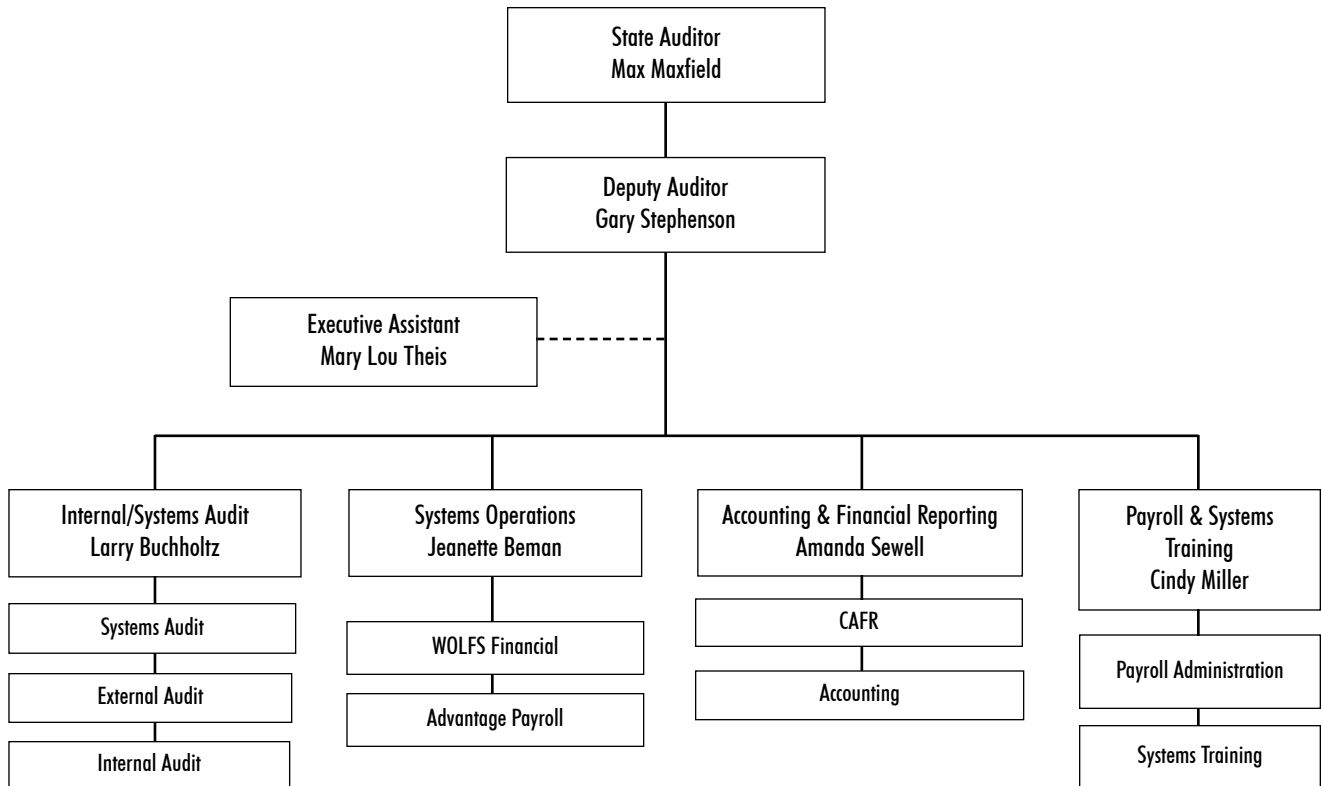 State Auditor
Max Maxfield
Deputy Auditor
Gary Stephenson
Executive Assistant
Mary Lou Theis
Internal/Systems Audit
Larry Buchholtz
Systems Audit
External Audit
Internal Audit
Systems Operations
Jeanette Beman
WOLFS Financial
Advantage Payroll
Accounting & Financial Reporting
Amanda Sewell
CAFR
Accounting
Payroll & Systems
Training
Cindy Miller
Payroll Administration
Systems Training